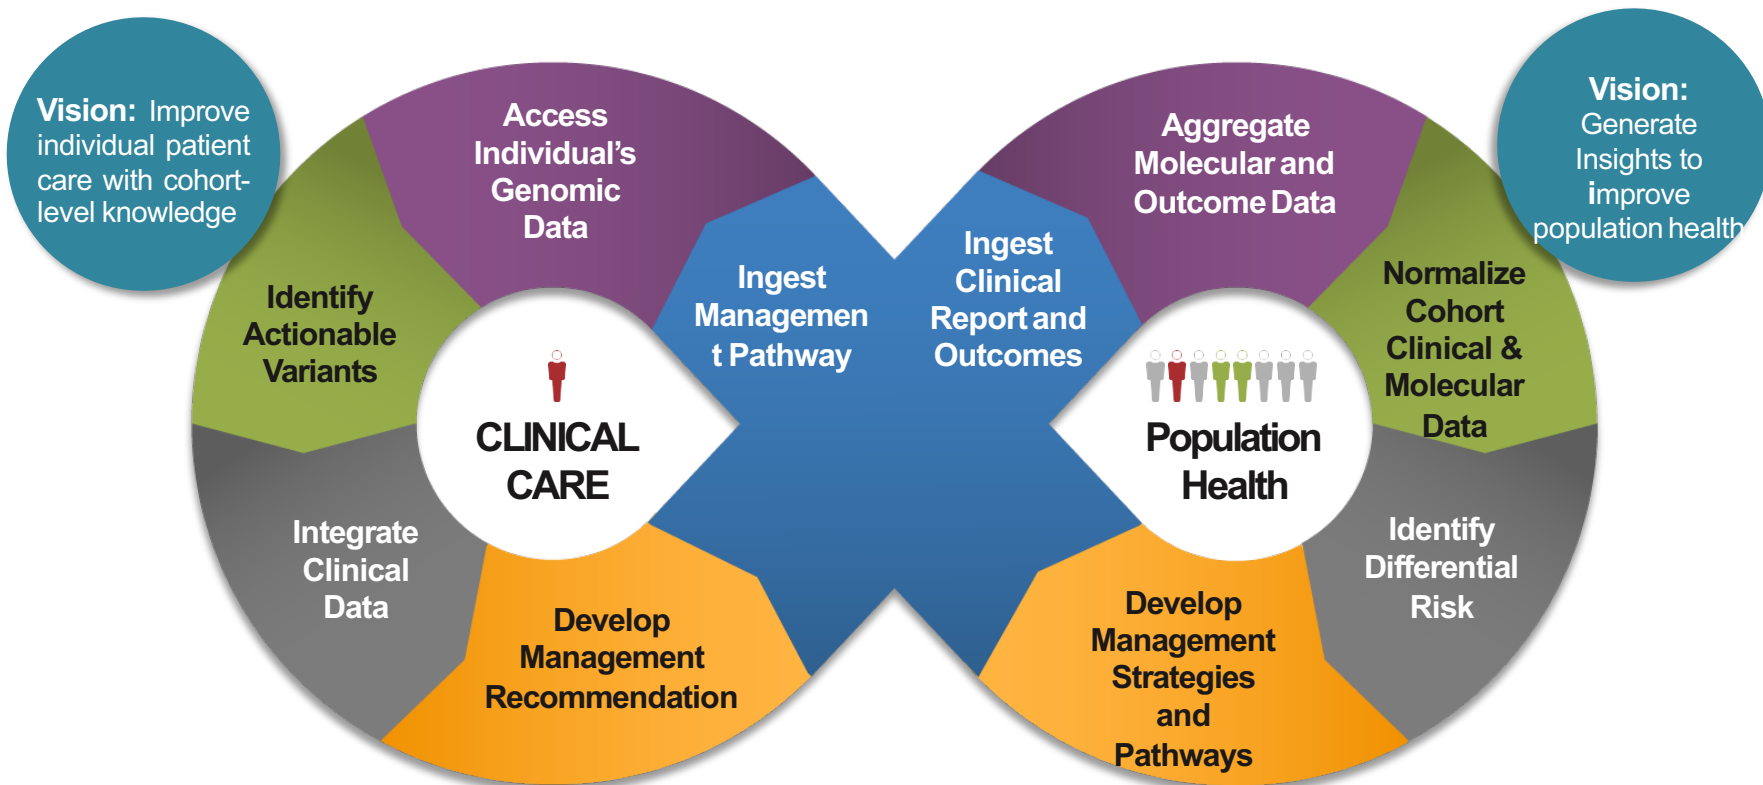 Vision: Improve
individual patient
care with cohort-
level knowledge
Access
Individual’s
Genomic
Data
Identify
Actionable
Variants
Integrate
Clinical
Data
Develop
Management
Recommendation
Ingest
Managemen
t Pathway
CLINICAL
CARE
Ingest
Clinical
Report and
Outcomes
Aggregate
Molecular and
Outcome Data
Vision:
Generate
Insights to
improve
population health
Normalize
Cohort
Clinical &
Molecular
Data
Identify
Differential
Risk
Develop
Management
Strategies
and
Pathways
Population
Health